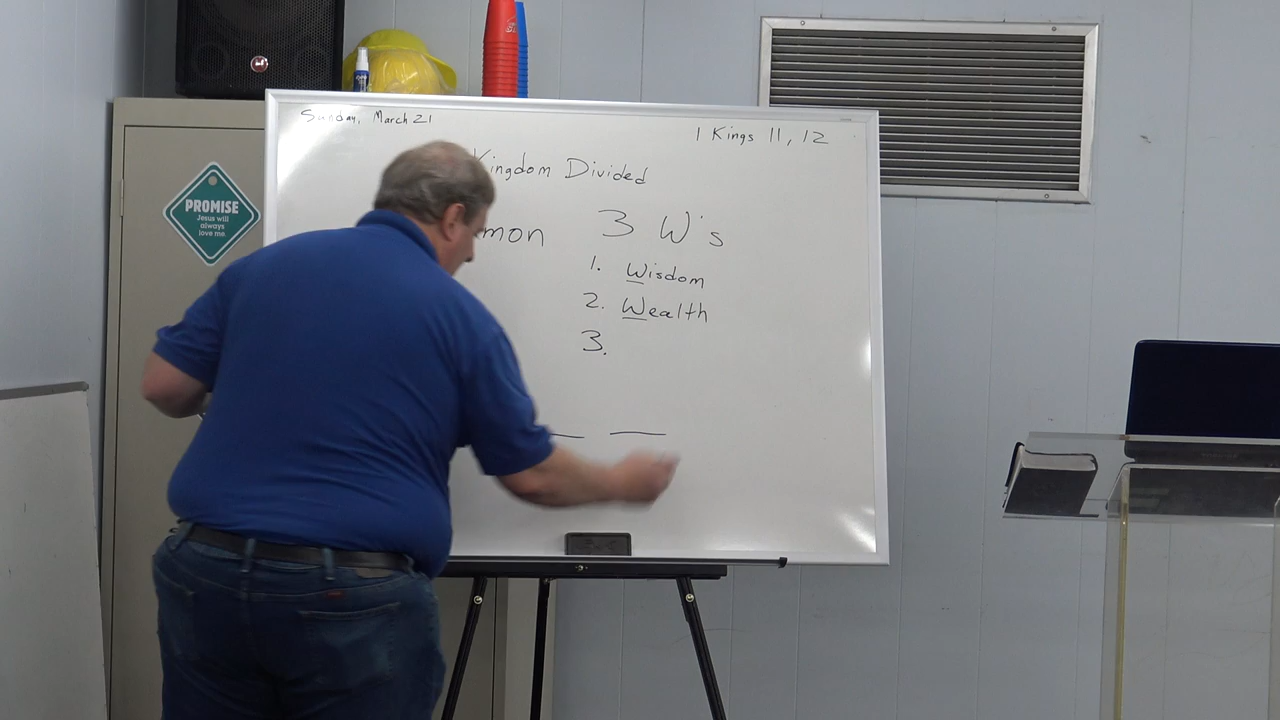 Sunday, March 21
1 Kings 11, 12
Kingdom Divided
mon
3 W's
1. Wisdom
2. Wealth
3.
PROMISE
Jesus will
always
love me.